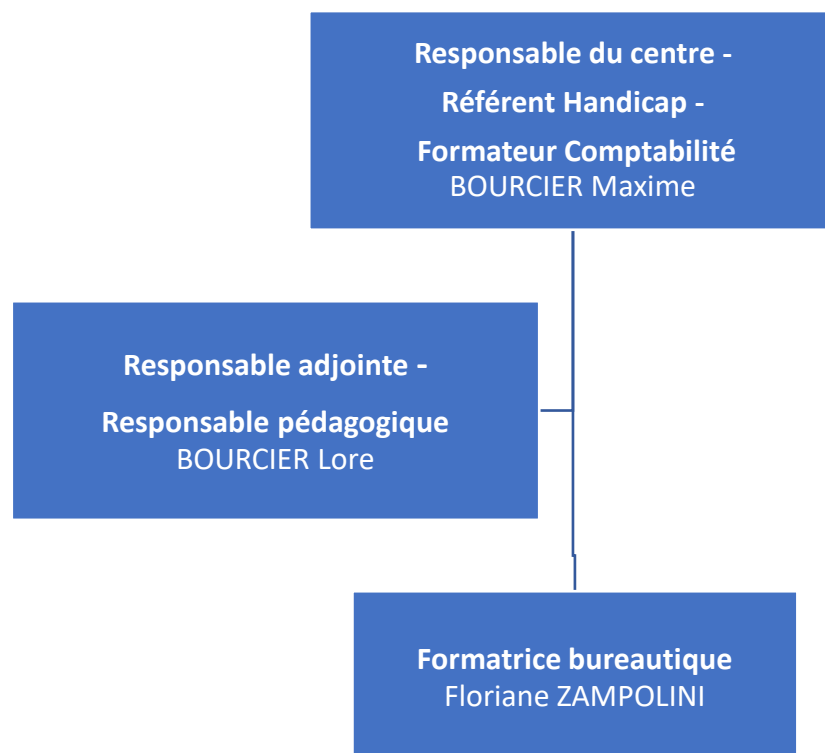 Responsable du centre -
Référent Handicap -
Formateur Comptabilité
BOURCIER Maxime
Responsable adjointe -
Responsable pédagogique
BOURCIER Lore
Formatrice bureautique
Floriane ZAMPOLINI